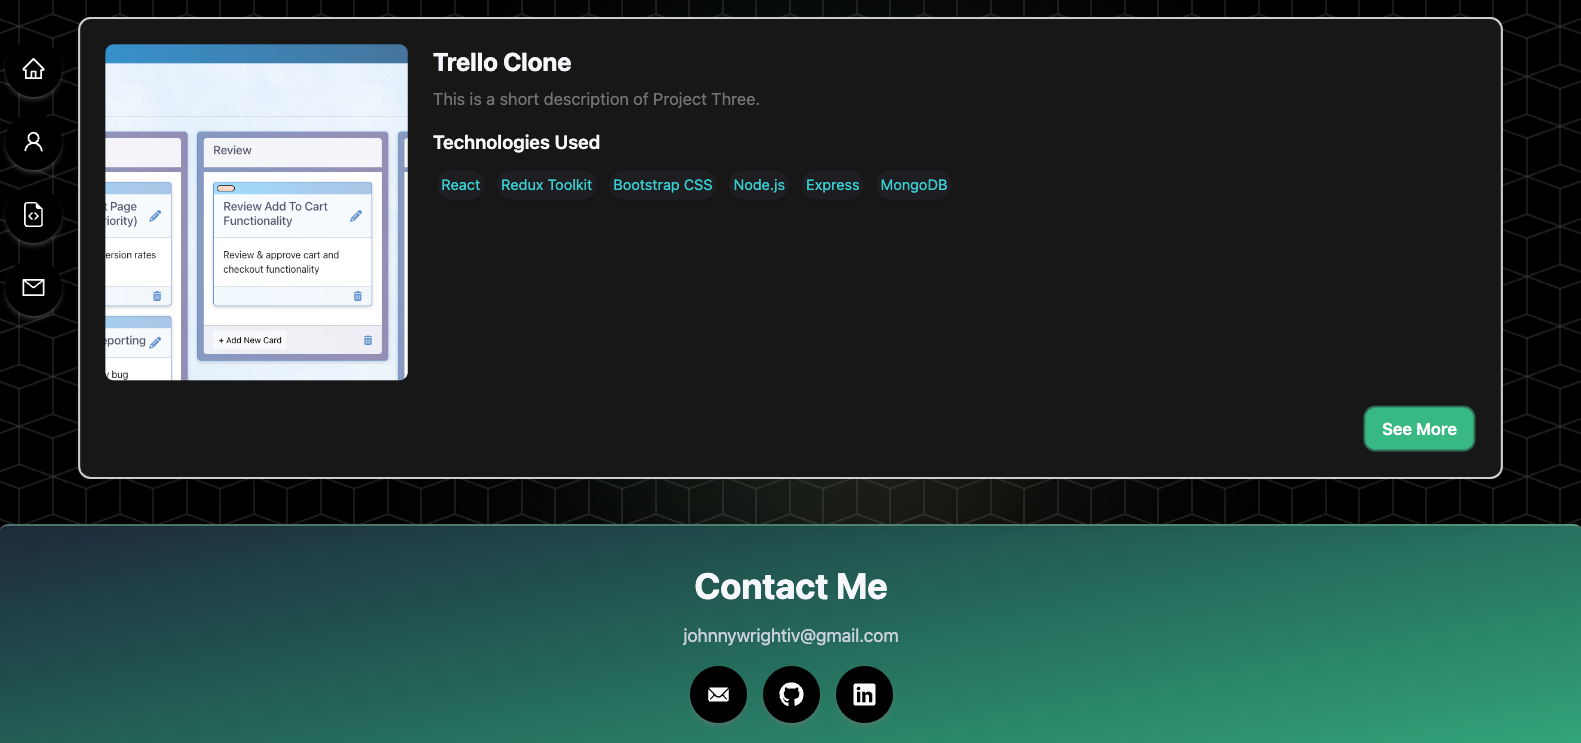 Trello Clone
This is a short description of Project Three.
Technologies Used
React Redux Toolkit Bootstrap CSS Node.js Express MongoDB
Review
t Page
iority)
ersion rates
porting
bug
Review Add To Cart
Functionality
Review & approve cart and
checkout functionality
+ Add New Card
See More
Contact Me
johnnywrightiv@gmail.com
in